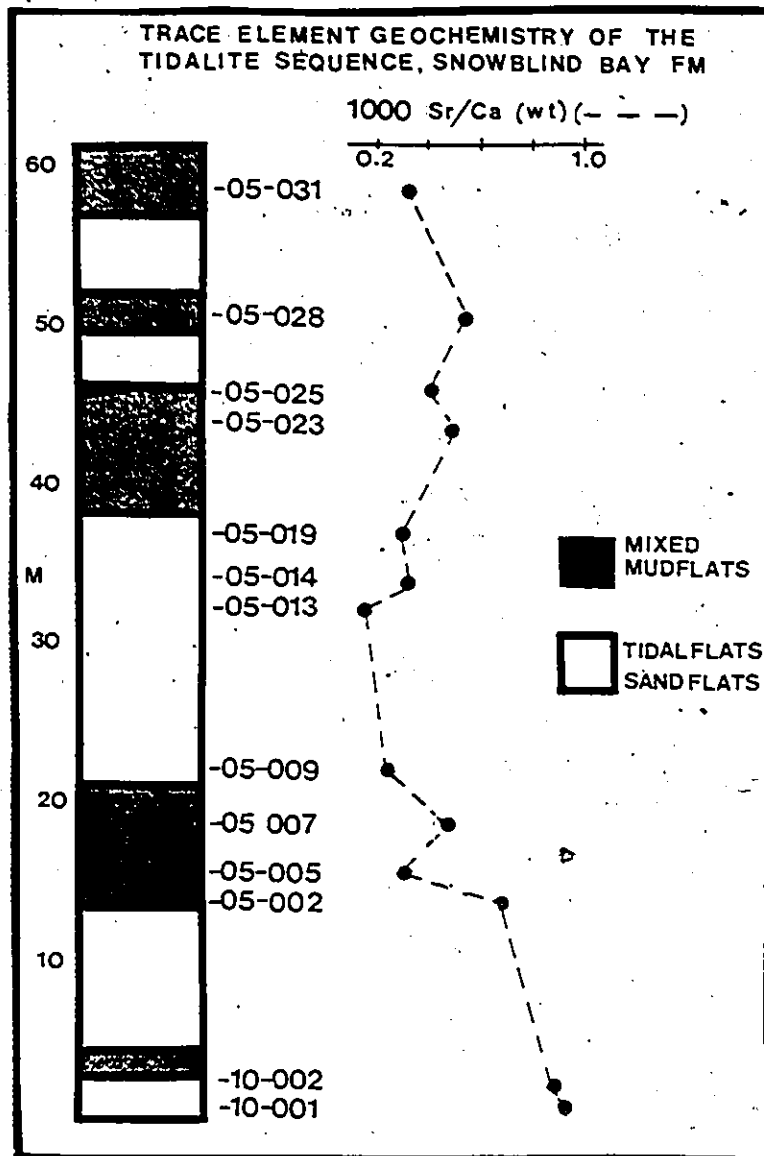 TRACE ELEMENT GEOCHEMISTRY OF THE
TIDALITE SEQUENCE, SNOWBLIND BAY FM
1000 Sr/Ca (wt) (– – –)
0.2 1.0
60
-05-031
50
-05-028
-05-025
-05-023
40
-05-019
M
-05-014
-05-013
30
-05-009
20
-05 007
-05-005
-05-002
10
-10-002
-10-001
MIXED
MUDFLATS
TIDAL FLATS
SAND FLATS